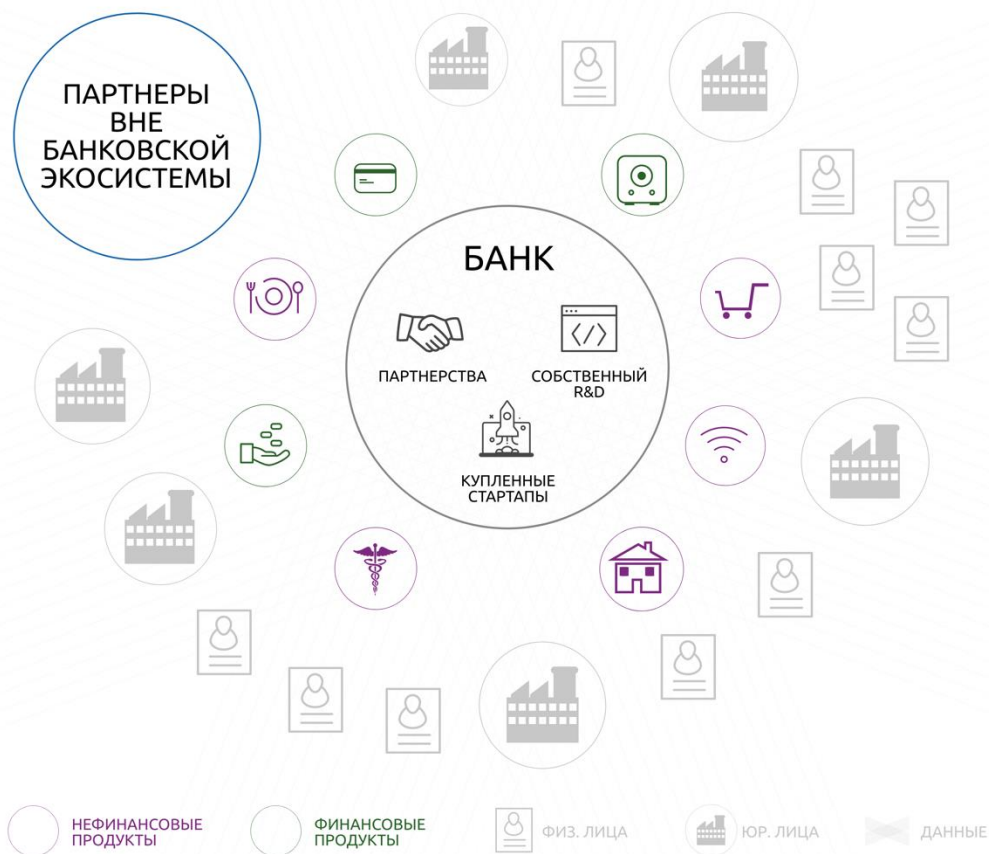 ПАРТНЕРЫ
ВНЕ
БАНКОВСКОЙ
ЭКОСИСТЕМЫ
БАНК
ПАРТНЕРСТВА
СОБСТВЕННЫЙ
R&D
КУПЛЕННЫЕ
СТАРТАПЫ
НЕФИНАНСОВЫЕ
ПРОДУКТЫ
ФИНАНСОВЫЕ
ПРОДУКТЫ
ФИЗ. ЛИЦА
ЮР. ЛИЦА
ДАННЫЕ